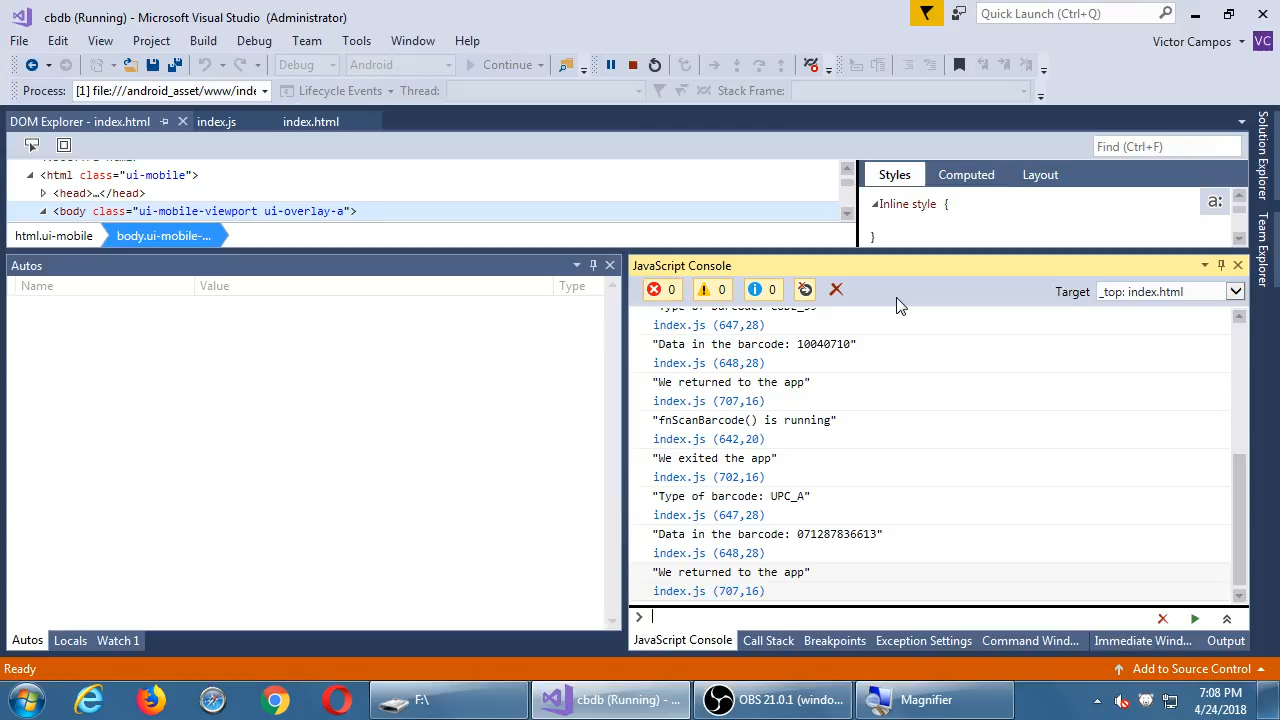 cbdb (Running) - Microsoft Visual Studio (Administrator)
Quick Launch (Ctrl+Q)
File Edit View Project Build Debug Team Tools Window Help
Victor Campos VC
Debug Android Continue
Process: [1] file:///android_asset/www/inde Lifecycle Events Thread: Stack Frame:
DOM Explorer - index.html index.js index.html
Find (Ctrl+F)
<html class="ui-mobile">
<head>…</head>
<body class="ui-mobile-viewport ui-overlay-a">
html.ui-mobile body.ui-mobile-...
Styles Computed Layout
Inline style {
}
a:
Solution Explorer
Team Explorer
Autos
Name Value Type
Autos Locals Watch 1
JavaScript Console
0 0 0 Target _top: index.html
index.js (647,28)
"Data in the barcode: 10040710"
index.js (648,28)
"We returned to the app"
index.js (707,16)
"fnScanBarcode() is running"
index.js (642,20)
"We exited the app"
index.js (702,16)
"Type of barcode: UPC_A"
index.js (647,28)
"Data in the barcode: 071287836613"
index.js (648,28)
"We returned to the app"
index.js (707,16)
JavaScript Console Call Stack Breakpoints Exception Settings Command Wind... Immediate Wind... Output
Ready
Add to Source Control
F:\ cbdb (Running) - ... OBS 21.0.1 (windo... Magnifier
7:08 PM
4/24/2018